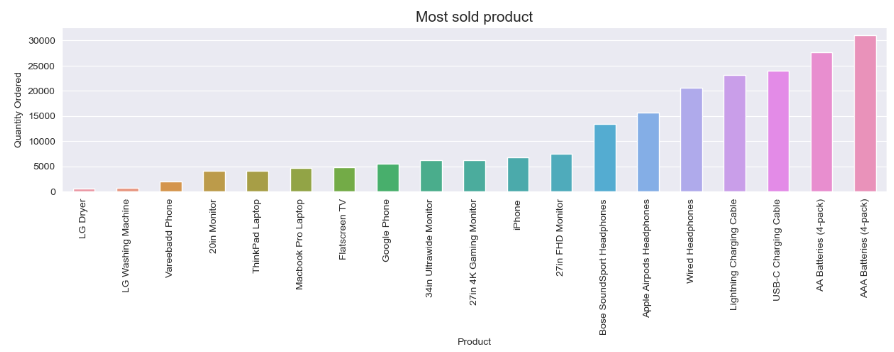 Most sold product
Quantity Ordered
30000
25000
20000
15000
10000
5000
0
LG Dryer
LG Washing Machine
Vareebadd Phone
20in Monitor
ThinkPad Laptop
Macbook Pro Laptop
Flatscreen TV
Google Phone
34in Ultrawide Monitor
27in 4K Gaming Monitor
iPhone
27in FHD Monitor
Bose SoundSport Headphones
Apple Airpods Headphones
Wired Headphones
Lightning Charging Cable
USB-C Charging Cable
AA Batteries (4-pack)
AAA Batteries (4-pack)
Product